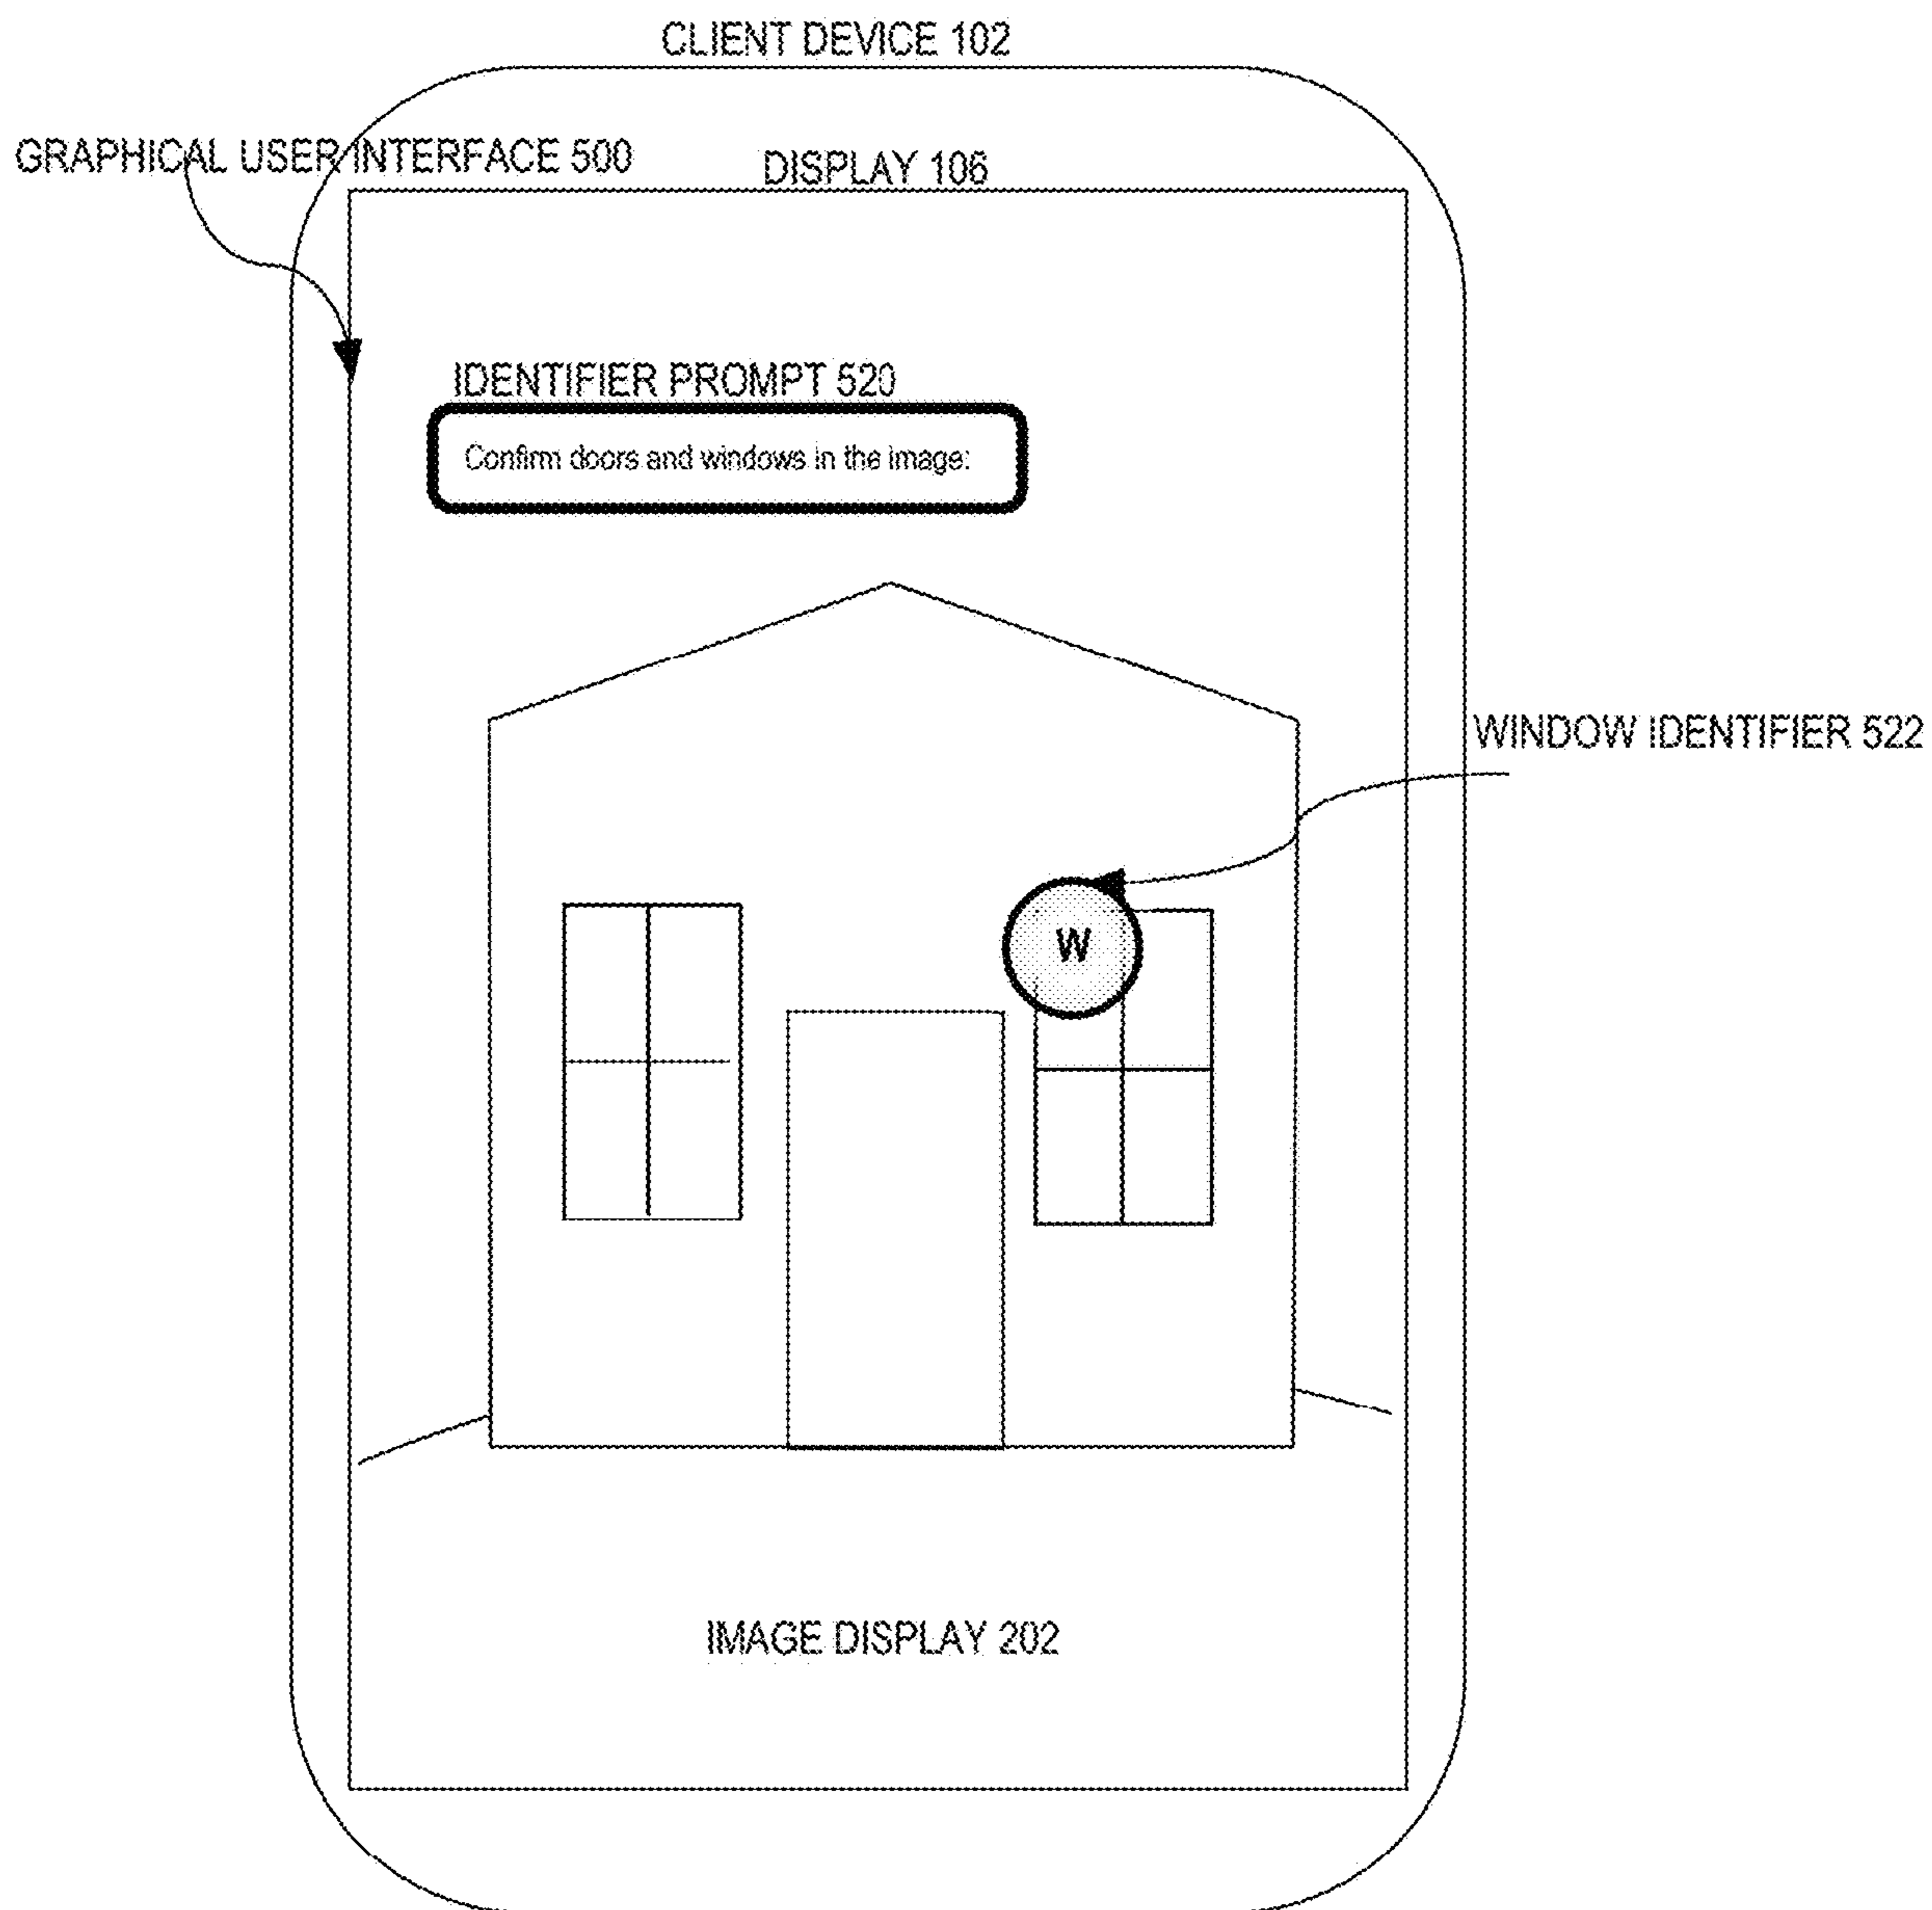 CLIENT DEVICE 102
GRAPHICAL USER INTERFACE 500
DISPLAY 106
IDENTIFIER PROMPT 520
Confirm doors and windows in the image:
WINDOW IDENTIFIER 522
W
IMAGE DISPLAY 202